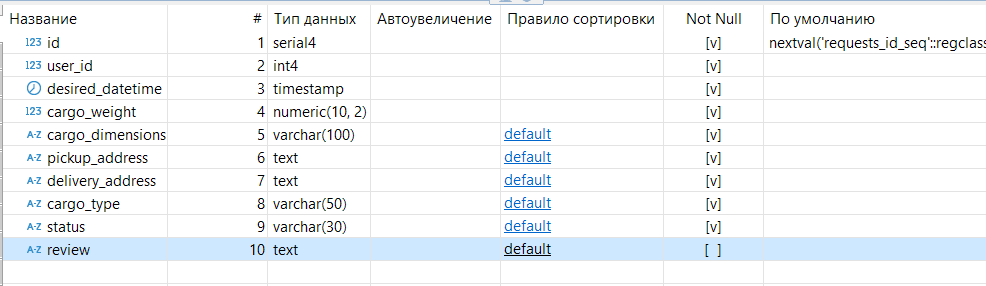 Название # Тип данных Автоувеличение Правило сортировки Not Null По умолчанию
123 id 1 serial4 [v] nextval('requests_id_seq'::regclass
123 user_id 2 int4 [v]
desired_datetime 3 timestamp [v]
123 cargo_weight 4 numeric(10, 2) [v]
A-Z cargo_dimensions 5 varchar(100) default [v]
A-Z pickup_address 6 text default [v]
A-Z delivery_address 7 text default [v]
A-Z cargo_type 8 varchar(50) default [v]
A-Z status 9 varchar(30) default [v]
A-Z review 10 text default [ ]